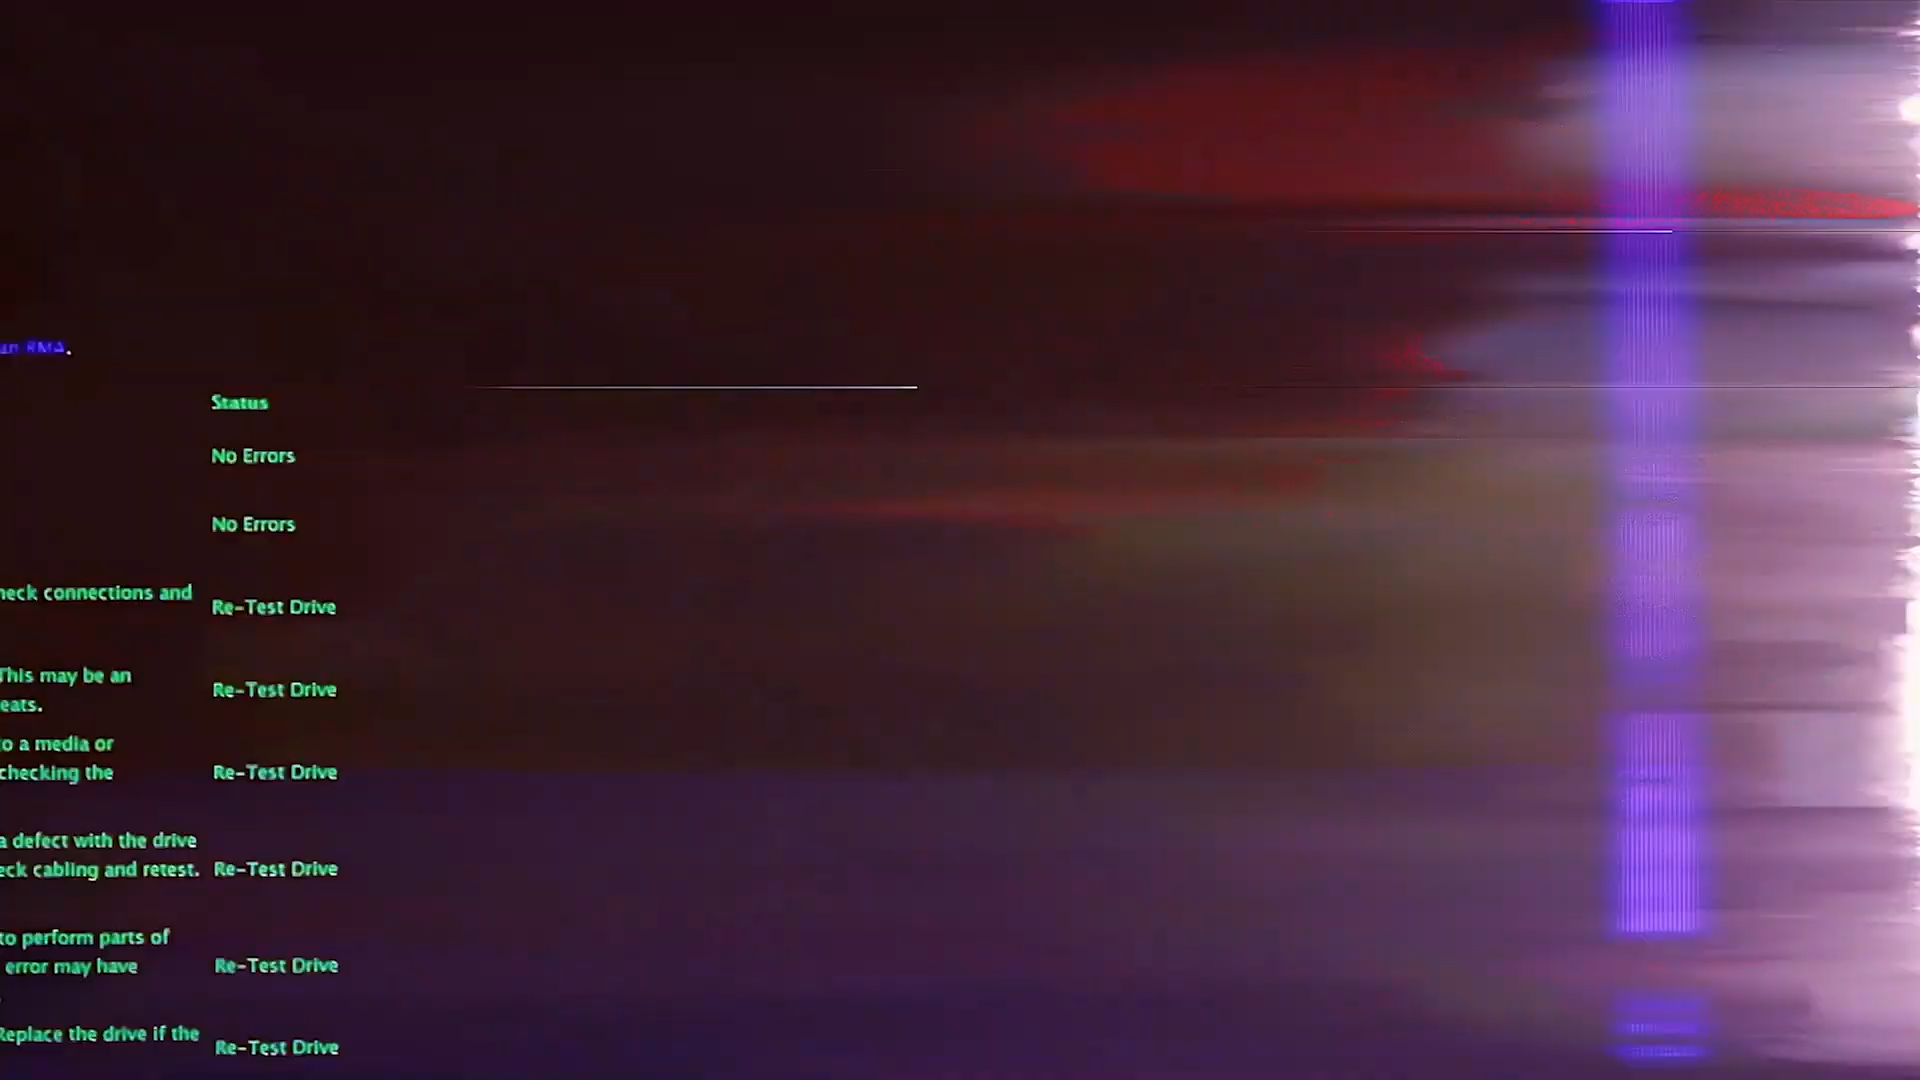 an RMA.
Status
No Errors
No Errors
heck connections and
Re-Test Drive
This may be an
Re-Test Drive
eats.
to a media or
checking the
Re-Test Drive
a defect with the drive
eck cabling and retest.
Re-Test Drive
to perform parts of
error may have
Re-Test Drive
Replace the drive if the
Re-Test Drive